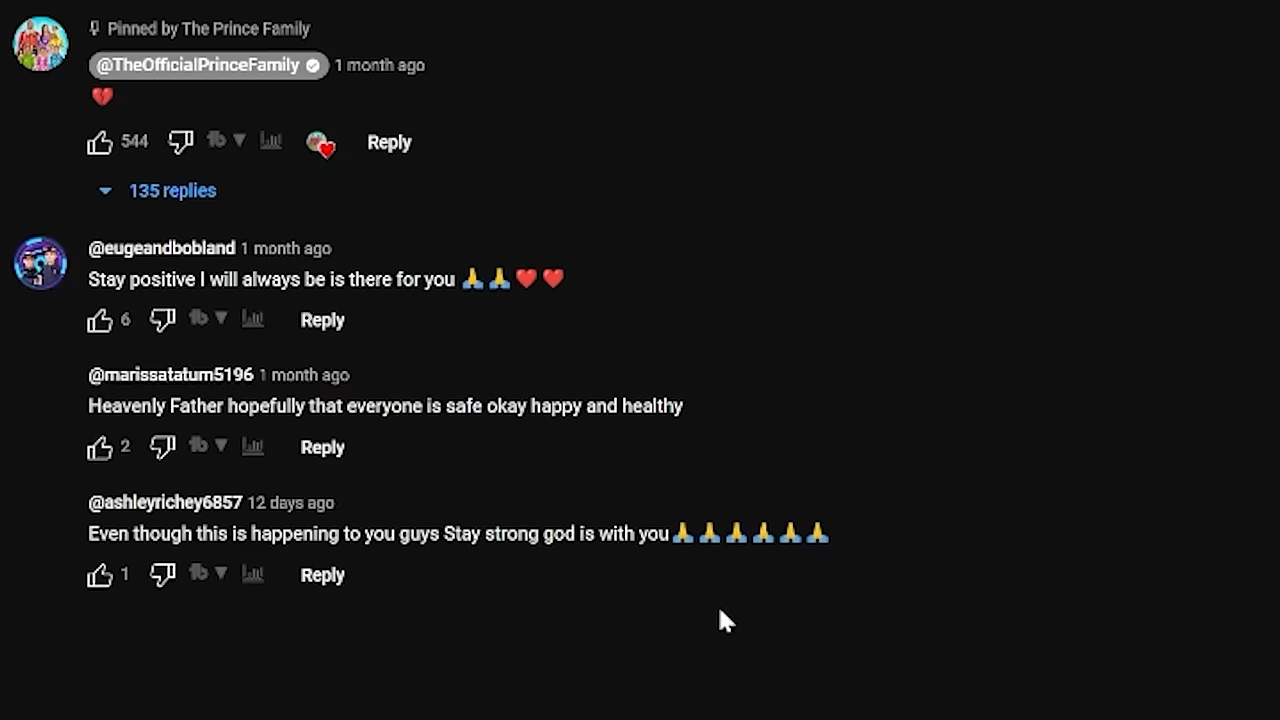 Pinned by The Prince Family
@TheOfficialPrinceFamily 1 month ago
💔
544 Reply
135 replies
@eugeandbobland 1 month ago
Stay positive I will always be is there for you 🙏🙏❤️❤️
6 Reply
@marissatatum5196 1 month ago
Heavenly Father hopefully that everyone is safe okay happy and healthy
2 Reply
@ashleyrichey6857 12 days ago
Even though this is happening to you guys Stay strong god is with you🙏🙏🙏🙏🙏🙏
1 Reply